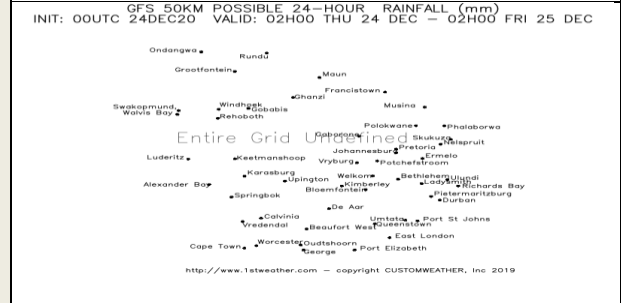 GFS 50KM POSSIBLE 24-HOUR RAINFALL (mm)
INIT: 00UTC 24DEC20 VALID: 02H00 THU 24 DEC - 02H00 FRI 25 DEC
Ondangwa
Rundu
Grootfontein
Maun
Francistown
Ghanzi
Musina
Swakopmund,
Walvis Bay
Windhoek
Gobabis
Rehoboth
Polokwane
Phalaborwa
Entire Grid Undefined
Gaborone
Skukuza
Nelspruit
Pretoria
Johannesburg
Luderitz
Keetmanshoop
Vryburg
Potchefstroom
Ermelo
Karasburg
Upington
Welkom
Bethlehem
Ulundi
Alexander Bay
Kimberley
Ladysmith
Richards Bay
Bloemfontein
Springbok
Pietermaritzburg
Durban
De Aar
Calvinia
Vredendal
Umtata
Port St Johns
Beaufort West
Queenstown
East London
Cape Town
Worcester
Oudtshoorn
George
Port Elizabeth
http://www.1stweather.com - copyright CUSTOMWEATHER, Inc 2019